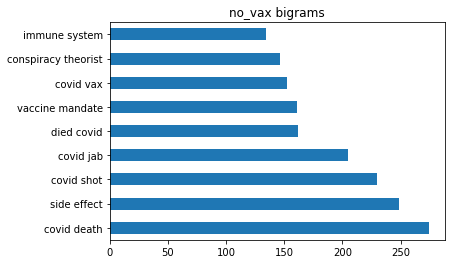 no_vax bigrams
immune system
conspiracy theorist
covid vax
vaccine mandate
died covid
covid jab
covid shot
side effect
covid death
0 50 100 150 200 250